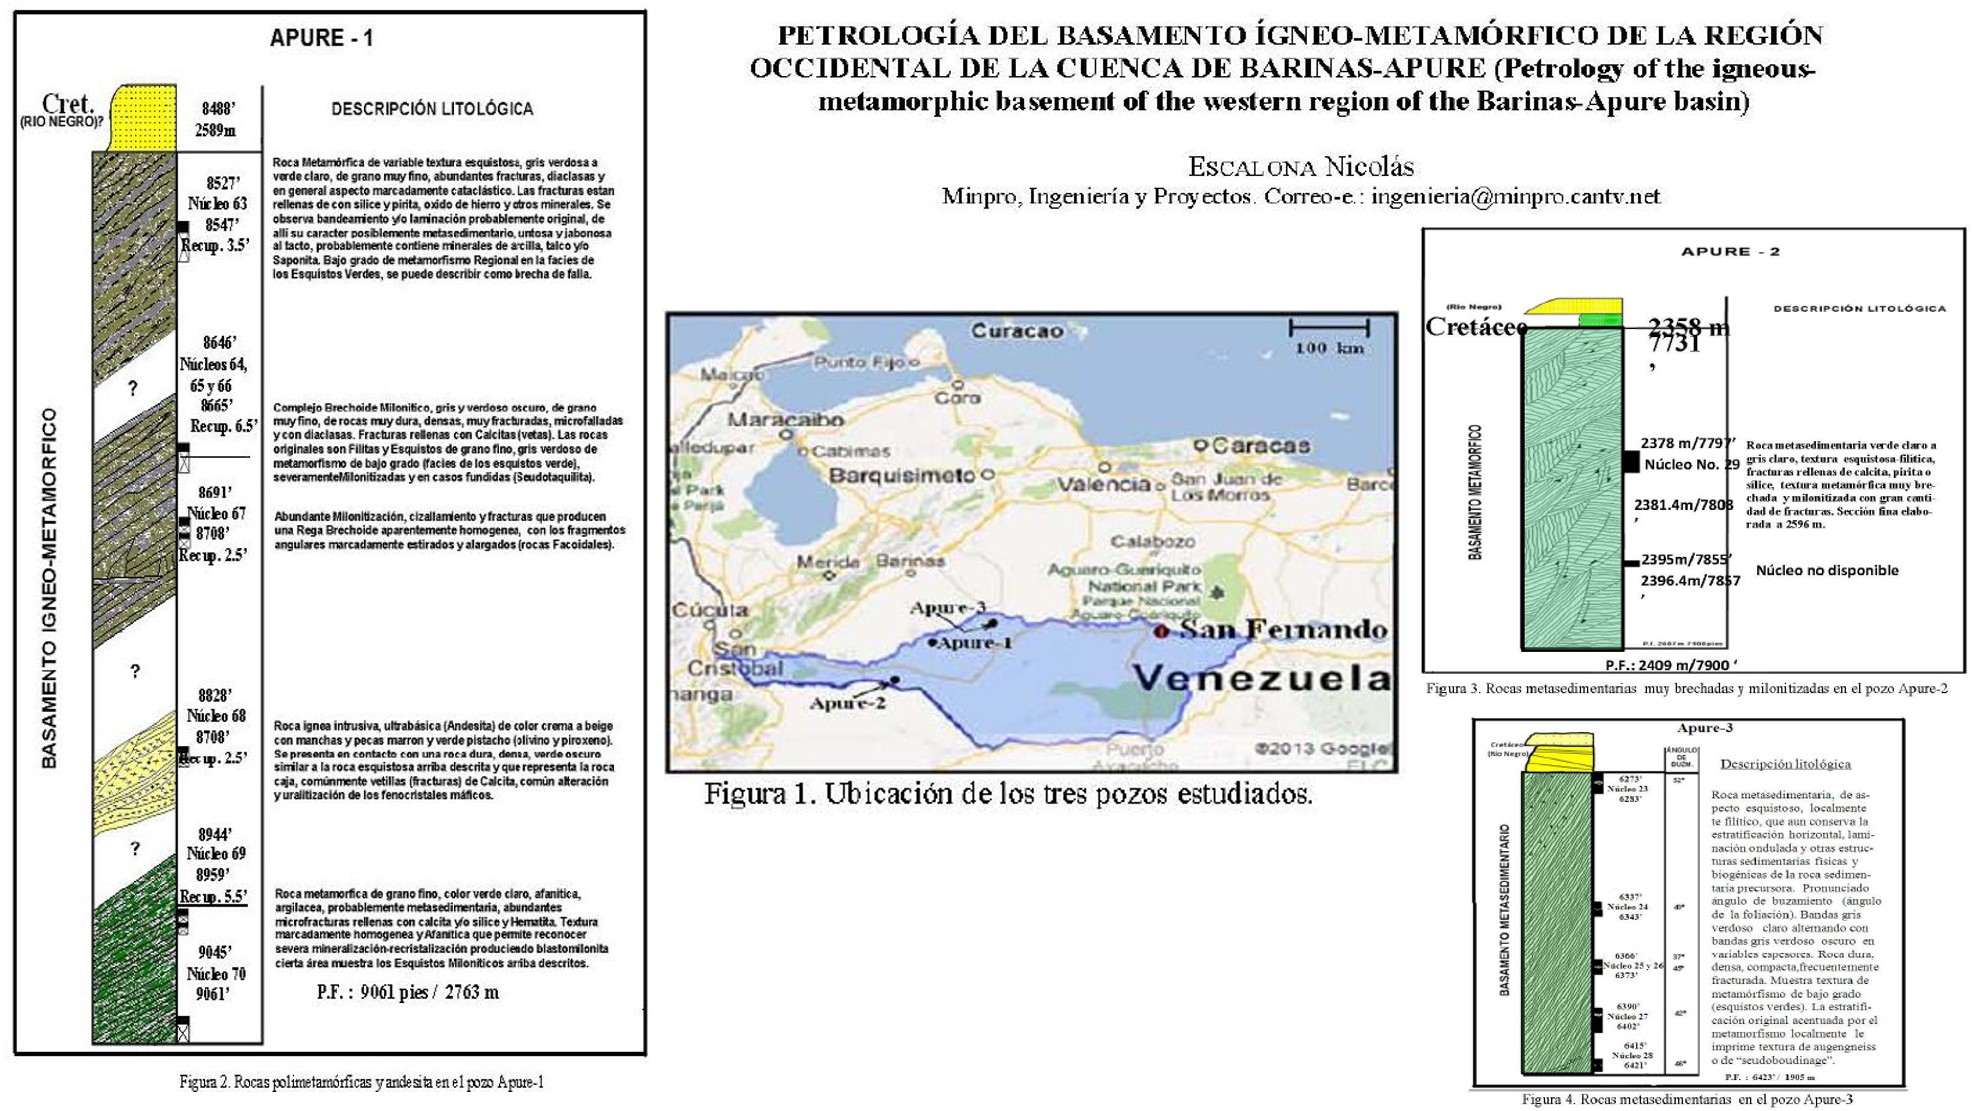 PETROLOGÍA DEL BASAMENTO ÍGNEO-METAMÓRFICO DE LA REGIÓN
OCCIDENTAL DE LA CUENCA DE BARINAS-APURE (Petrology of the igneous-
metamorphic basement of the western region of the Barinas-Apure basin)
ESCALONA Nicolás
Minpro, Ingeniería y Proyectos. Correo-e.: ingenieria@minpro.cantv.net
APURE - 1
Cret.
(RIO NEGRO)?
8488'
2589m
DESCRIPCIÓN LITOLÓGICA
BASAMENTO IGNEO-METAMORFICO
8527'
Núcleo 63
8547'
Recup. 3.5'
Roca Metamórfica de variable textura esquistosa, gris verdosa a
verde claro, de grano muy fino, abundantes fracturas, diaclasas y
en general aspecto marcadamente cataclástico. Las fracturas estan
rellenas de con sílice y pirita, oxido de hierro y otros minerales. Se
observa bandeamiento y/o laminación probablemente original, de
allí su caracter posiblemente metasedimentario, untosa y jabonosa
al tacto, probablemente contiene minerales de arcilla, talco y/o
Saponita. Bajo grado de metamorfismo Regional en la facies de
los Esquistos Verdes, se puede describir como brecha de falla.
8646'
Núcleos 64,
65 y 66
8665'
Recup. 6.5'
?
Complejo Brechoide Milonitico, gris y verdoso oscuro, de grano
muy fino, de rocas muy dura, densas, muy fracturadas, microfalladas
y con diaclasas. Fracturas rellenas con Calcitas (vetas). Las rocas
originales son Filitas y Esquistos de grano fino, gris verdoso de
metamorfismo de bajo grado (facies de los esquistos verde),
severamenteMilonitizadas y en casos fundidas (Seudotaquilita).
8691'
Núcleo 67
8708'
Recup. 2.5'
Abundante Milonitización, cizallamiento y fracturas que producen
una Rega Brechoide aparentemente homogenea, con los fragmentos
angulares marcadamente estirados y alargados (rocas Facoidales).
?
8828'
Núcleo 68
8708'
Recup. 2.5'
Roca ignea intrusiva, ultrabásica (Andesita) de color crema a beige
con manchas y pecas marron y verde pistacho (olivino y piroxeno).
Se presenta en contacto con una roca dura, densa, verde oscuro
similar a la roca esquistosa arriba descrita y que representa la roca
caja, comúnmente vetillas (fracturas) de Calcita, común alteración
y uralitización de los fenocristales máficos.
?
8944'
Núcleo 69
8959'
Recup. 5.5'
Roca metamorfica de grano fino, color verde claro, afanítica,
argilacea, probablemente metasedimentaria, abundantes
microfracturas rellenas con calcita y/o silice y Hematita. Textura
marcadamente homogenea y Afanitica que permite reconocer
severa mineralización-recristalización produciendo blastomilonita
cierta área muestra los Esquistos Miloníticos arriba descritos.
9045'
Núcleo 70
9061'
P.F. : 9061 pies / 2763 m
Figura 2. Rocas polimetamórficas y andesita en el pozo Apure-1
Curacao
100 km
Punto Fijo
Maicao
Coro
Maracaibo
alledupar
Cabimas
Caracas
Barquisimeto
Valencia
San Juan de
Los Morros
Barc
al Park
e Perijá
Calabozo
Merida
Barinas
Aguaro-Guariquito
National Park
Parque Nacional
Aguaro-Guariquito
Cúcuta
Apure-3
Apure-1
San Fernando
San
Cristóbal
Venezuela
manga
Apure-2
Puerto
Ayacucho
©2013 Google
Figura 1. Ubicación de los tres pozos estudiados.
APURE - 2
(Rio Negro)
Cretáceo
2358 m
7731
'
DESCRIPCIÓN LITOLÓGICA
BASAMENTO METAMORFICO
2378 m/7797'
Núcleo No. 29
2381.4m/7808
'
Roca metasedimentaria verde claro a
gris claro, textura esquistosa-filítica,
fracturas rellenas de calcita, pirita o
sílice, textura metamórfica muy bre-
chada y milonitizada con gran canti-
dad de fracturas. Sección fina elabo-
rada a 2596 m.
2395m/7855'
2396.4m/7857
'
Núcleo no disponible
P.F.: 2409 m/7900 '
Figura 3. Rocas metasedimentarias muy brechadas y milonitizadas en el pozo Apure-2
Apure-3
Cretáceo
(Rio Negro)
ÁNGULO
DE
BUZM.
Descripción litológica
BASAMENTO METASEDIMENTARIO
6273'
Núcleo 23
6283'
52°
6337'
Núcleo 24
6343'
40°
6366'
Núcleo 25 y 26
6373'
37°
45°
6390'
Núcleo 27
6402'
42°
6415'
Núcleo 28
6421'
46°
Roca metasedimentaria, de as-
pecto esquistoso, localmente
te filítico, que aun conserva la
estratificación horizontal, lami-
nación ondulada y otras estruc-
turas sedimentarias físicas y
biogénicas de la roca sedimen-
taria precursora. Pronunciado
ángulo de buzamiento (ángulo
de la foliación). Bandas gris
verdoso claro alternando con
bandas gris verdoso oscuro en
variables espesores. Roca dura,
densa, compacta,frecuentemente
fracturada. Muestra textura de
metamórfismo de bajo grado
(esquistos verdes). La estratifi-
cación original acentuada por el
metamorfismo localmente le
imprime textura de augengneiss
o de "seudoboudinage".
P.F. : 6423' / 1905 m
Figura 4. Rocas metasedimentarias en el pozo Apure-3